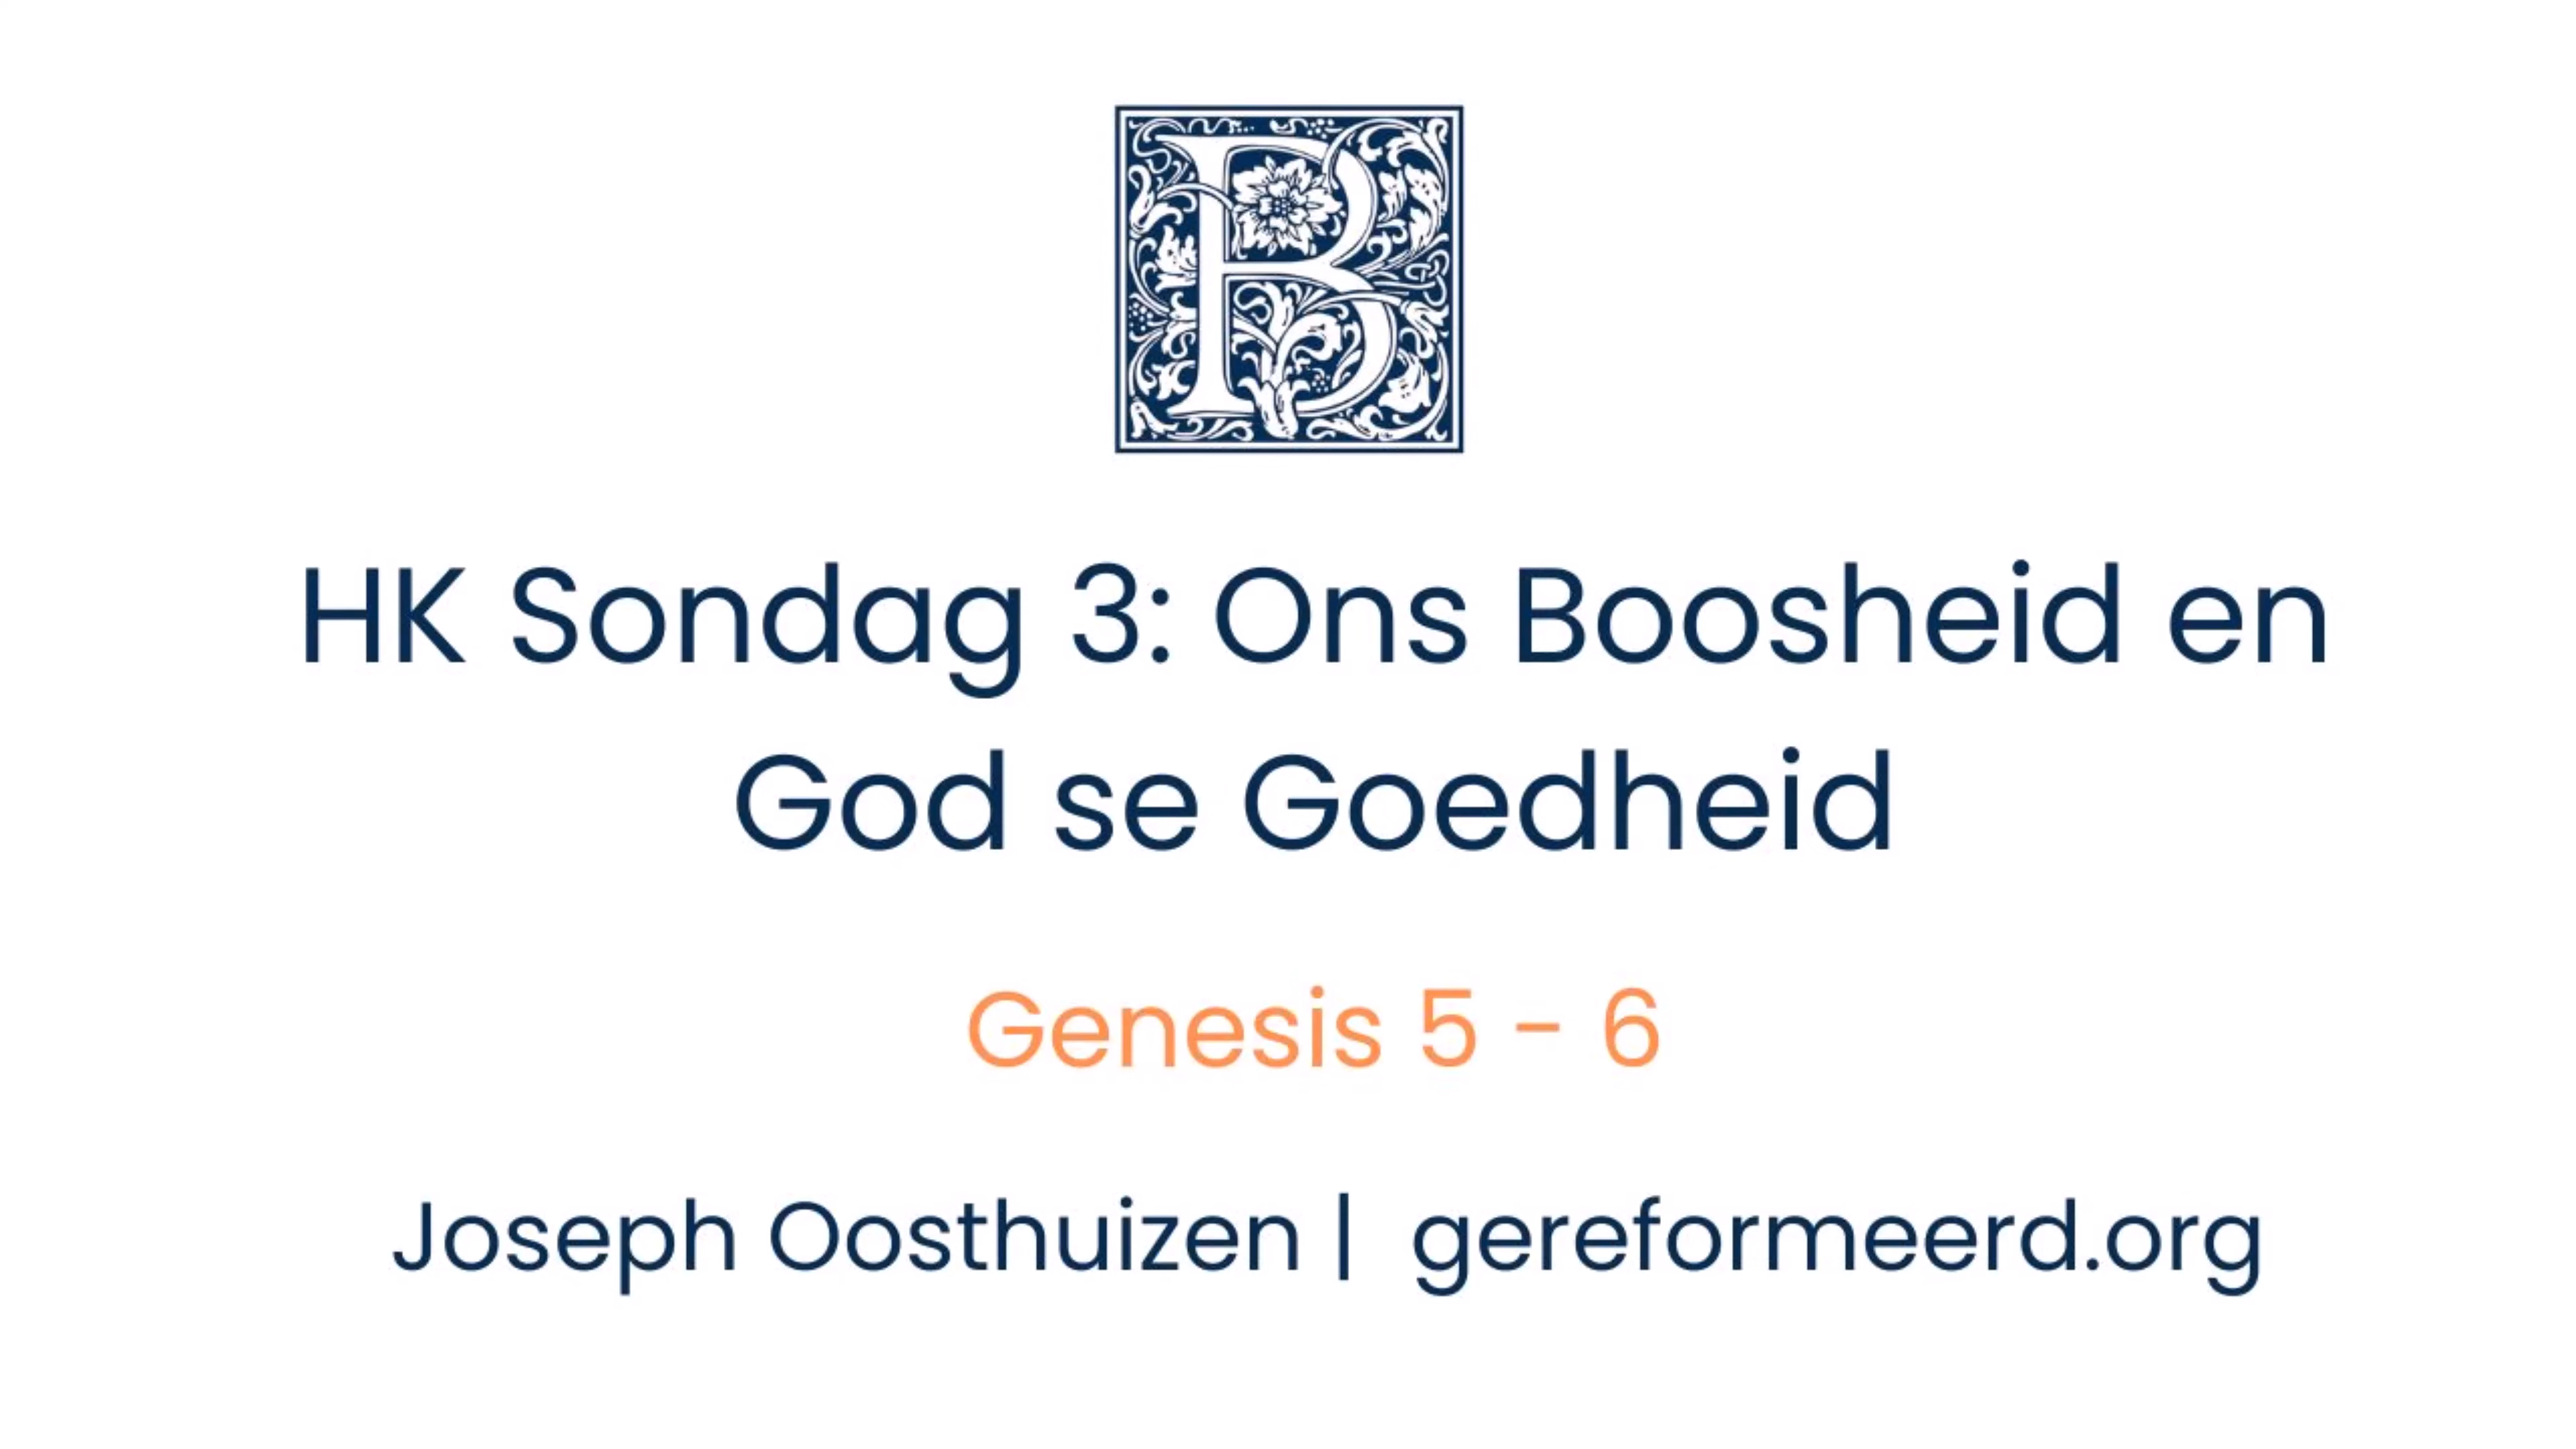 B
HK Sondag 3: Ons Boosheid en
God se Goedheid
Genesis 5 - 6
Joseph Oosthuizen | gereformeerd.org